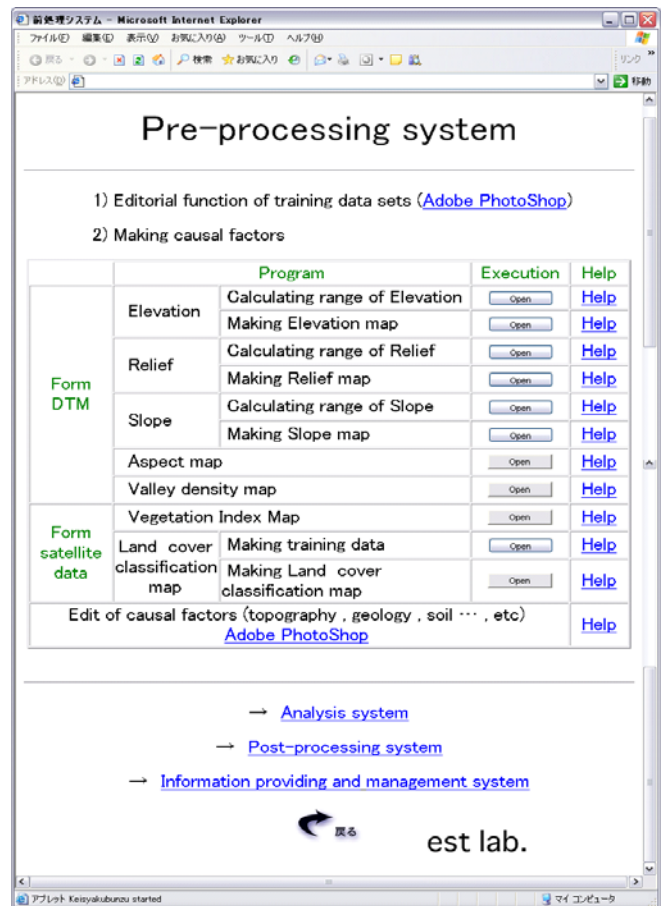 前処理システム - Microsoft Internet Explorer
ファイル(F) 編集(E) 表示(V) お気に入り(A) ツール(T) ヘルプ(H)
戻る 検索 お気に入り リンク »
アドレス(D) 移動
Pre-processing system
1) Editorial function of training data sets (Adobe PhotoShop)
2) Making causal factors
Program Execution Help
Form DTM
Elevation
Calculating range of Elevation Open Help
Making Elevation map Open Help
Relief
Calculating range of Relief Open Help
Making Relief map Open Help
Slope
Calculating range of Slope Open Help
Making Slope map Open Help
Aspect map Open Help
Valley density map Open Help
Form
satellite
data
Vegetation Index Map Open Help
Land cover
classification
map
Making training data Open Help
Making Land cover
classification map Open Help
Edit of causal factors (topography , geology , soil ··· , etc)
Adobe PhotoShop Help
→ Analysis system
→ Post-processing system
→ Information providing and management system
戻る
est lab.
アプレット Keisyakubunzu started マイ コンピュータ